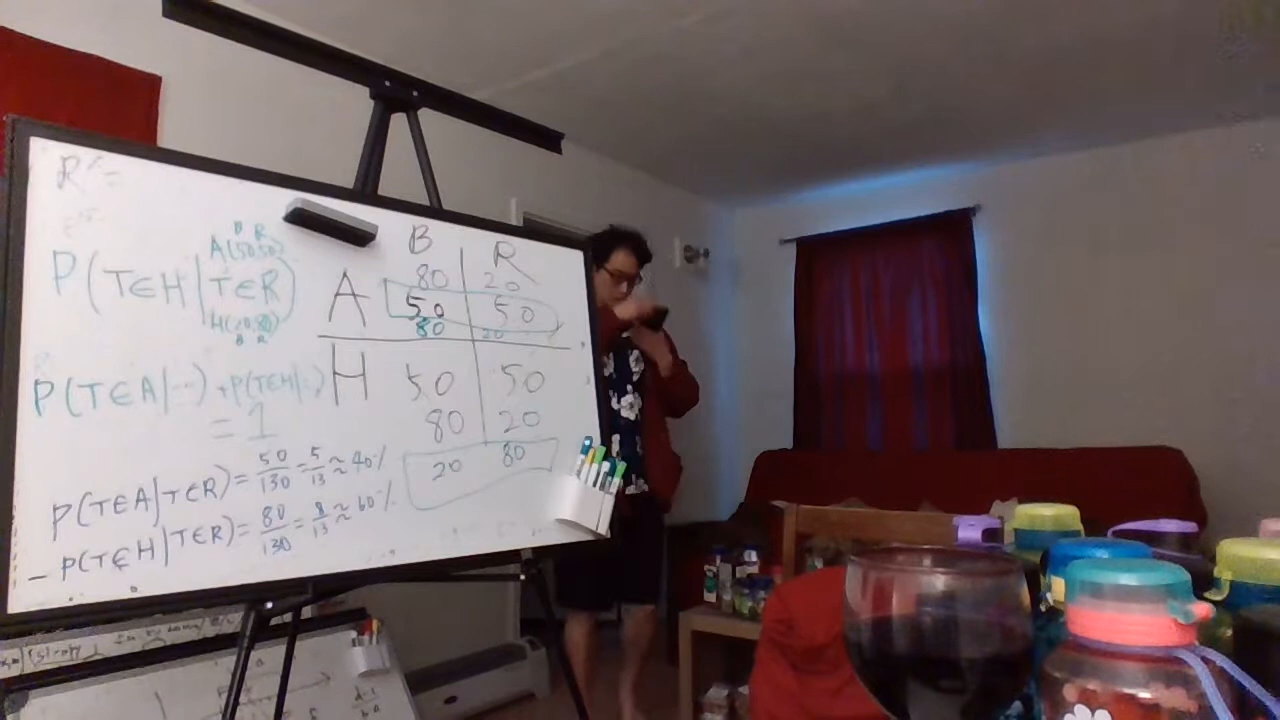 R' =
B R
A(50,50)
P(T∈H|T∈R)
H(20,80)
B R
P(T∈A|...) + P(T∈H|...)
= 1
P(T∈A|T∈R) = 50/130 = 5/13 ≈ 40%
- P(T∈H|T∈R) = 80/130 = 8/13 ≈ 60%
B R
A
80 20
50 50
80 20
H
50 50
80 20
20 80